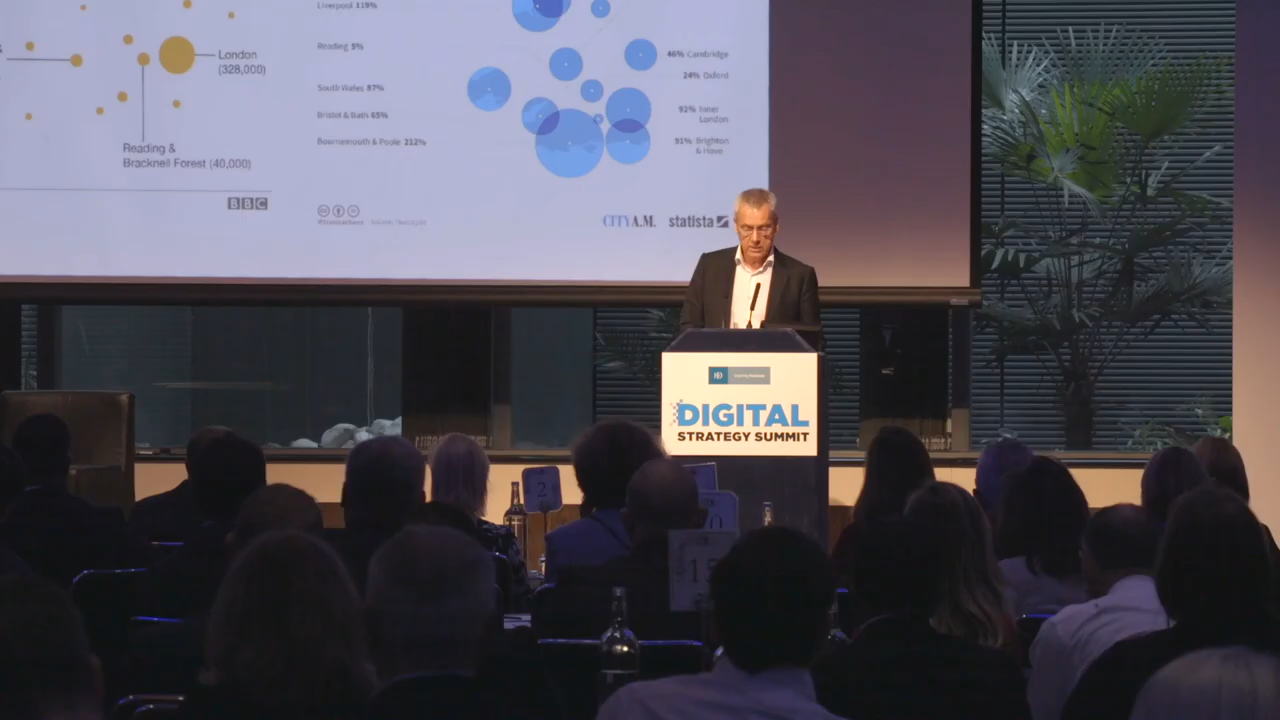 Liverpool 119%
London
(328,000)
Reading 5%
46% Cambridge
24% Oxford
South Wales 87%
92% Inner
London
Bristol & Bath 65%
Bournemouth & Poole 212%
91% Brighton
& Hove
Reading &
Bracknell Forest (40,000)
BBC
CITY A.M. statista
DIGITAL
STRATEGY SUMMIT
2
0
15